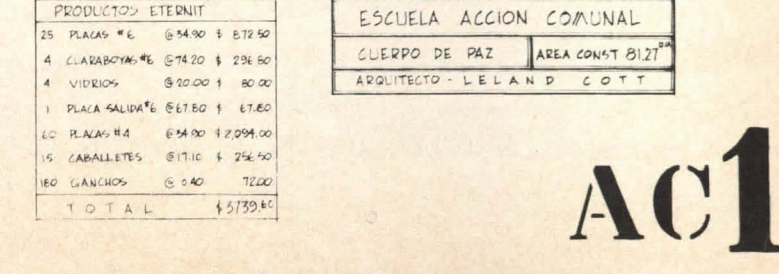 PRODUCTOS ETERNIT
25 PLACAS #6 @34.90 $ 872.50
4 CLARABOYAS #6 @74.20 $ 296.80
4 VIDRIOS @20.00 $ 80.00
1 PLACA SALIDA #6 @67.80 $ 67.80
60 PLACAS #4 @34.90 $2,094.00
15 CABALLETES @17.10 $ 256.50
180 GANCHOS @ 0.40 72.00
TOTAL $3739.60
ESCUELA ACCION COMUNAL
CUERPO DE PAZ AREA CONST 81.27
ARQUITECTO - LELAND COTT
AC1